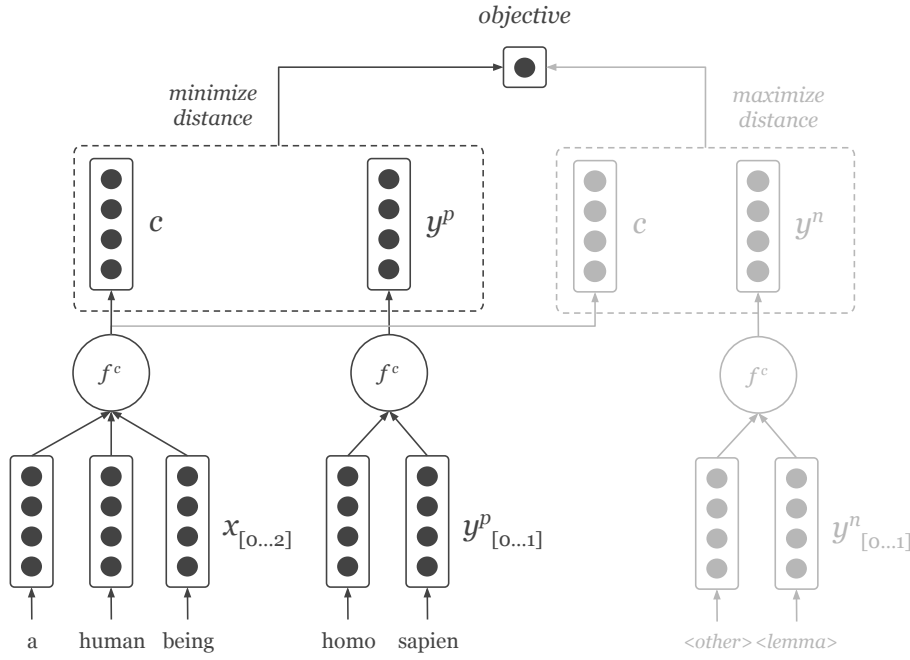 objective
minimize
distance
maximize
distance
c
y^p
c
y^n
f^c
f^c
f^c
x_[0...2]
y^p_[0...1]
y^n_[0...1]
a human being homo sapien <other> <lemma>